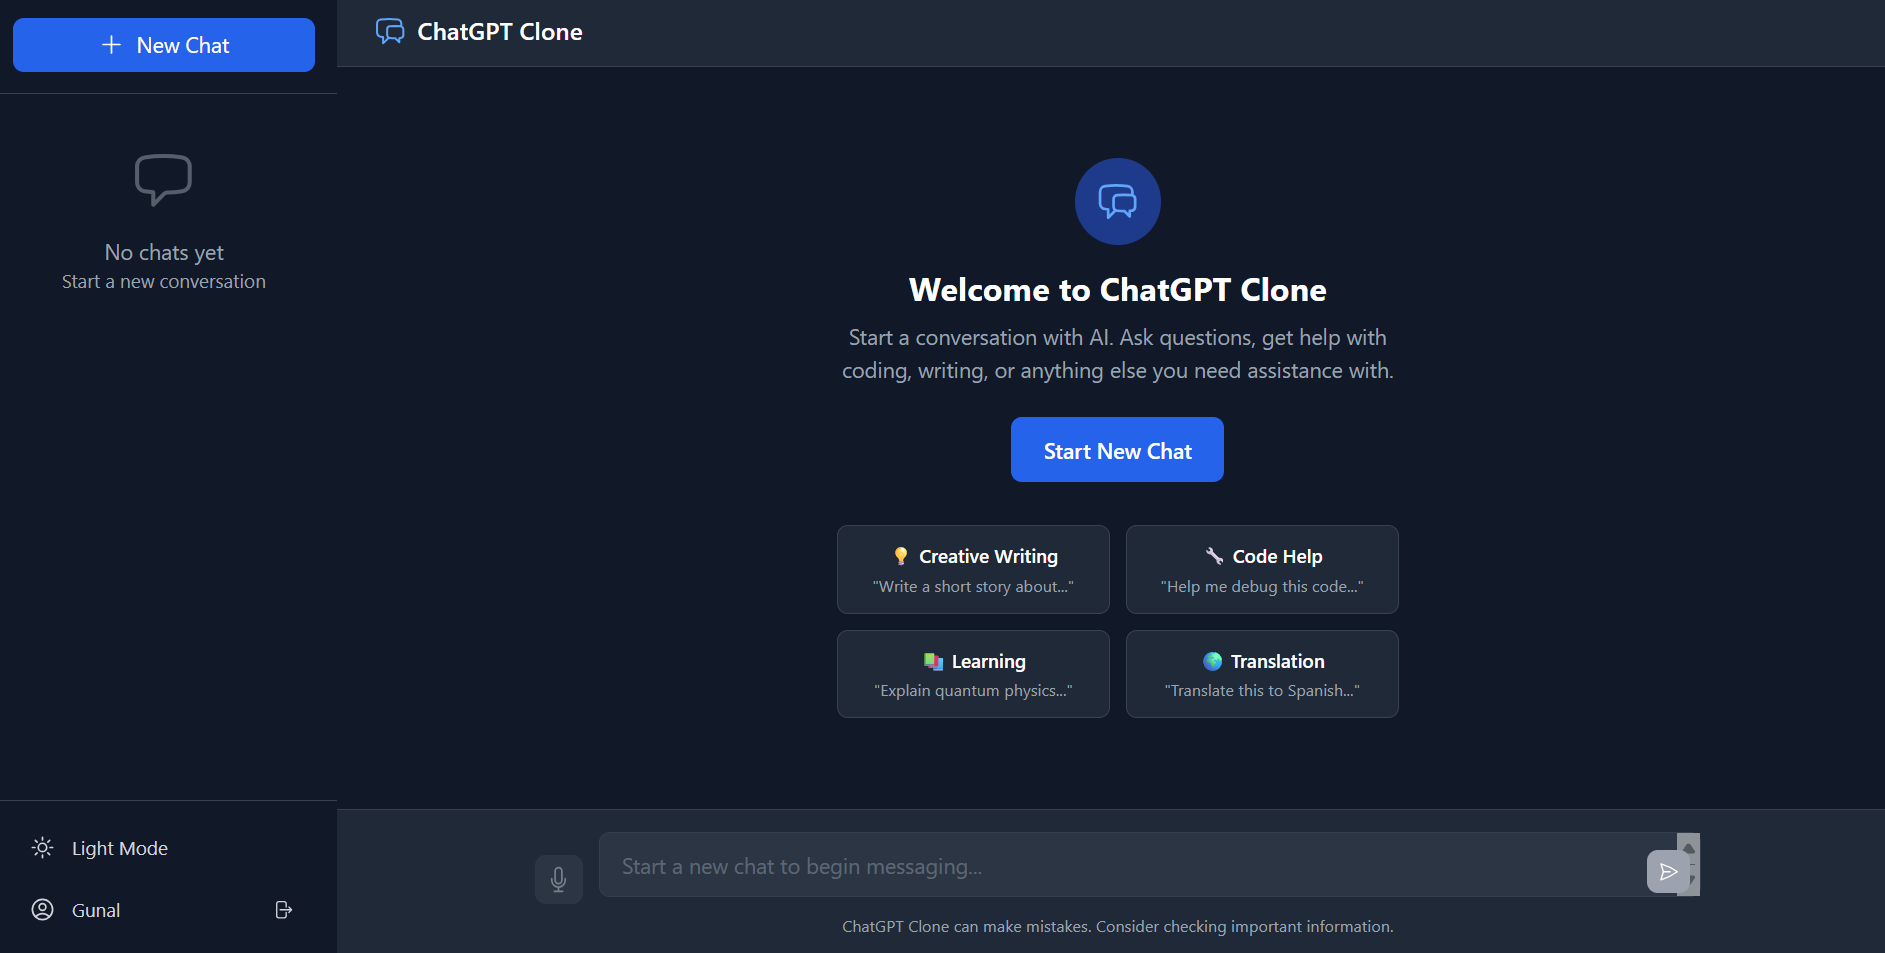 New Chat
No chats yet
Start a new conversation
Light Mode
Gunal
ChatGPT Clone
Welcome to ChatGPT Clone
Start a conversation with AI. Ask questions, get help with
coding, writing, or anything else you need assistance with.
Start New Chat
💡 Creative Writing
"Write a short story about..."
🔧 Code Help
"Help me debug this code..."
📚 Learning
"Explain quantum physics..."
🌍 Translation
"Translate this to Spanish..."
Start a new chat to begin messaging...
ChatGPT Clone can make mistakes. Consider checking important information.